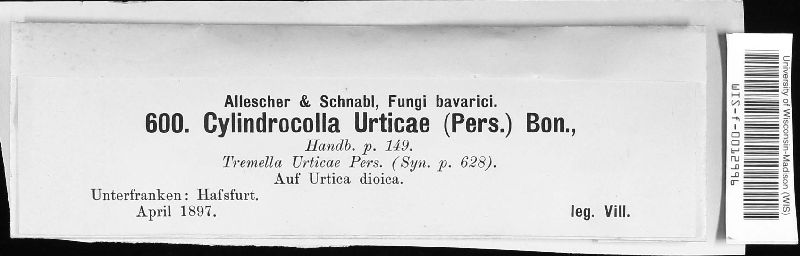 Allescher & Schnabl, Fungi bavarici.
600. Cylindrocolla Urticae (Pers.) Bon.,
Handb. p. 149.
Tremella Urticae Pers. (Syn. p. 628).
Auf Urtica dioica.
Unterfranken: Hafsfurt.
April 1897.
leg. Vill.
University of Wisconsin-Madison (WIS)
WIS-f-0012996